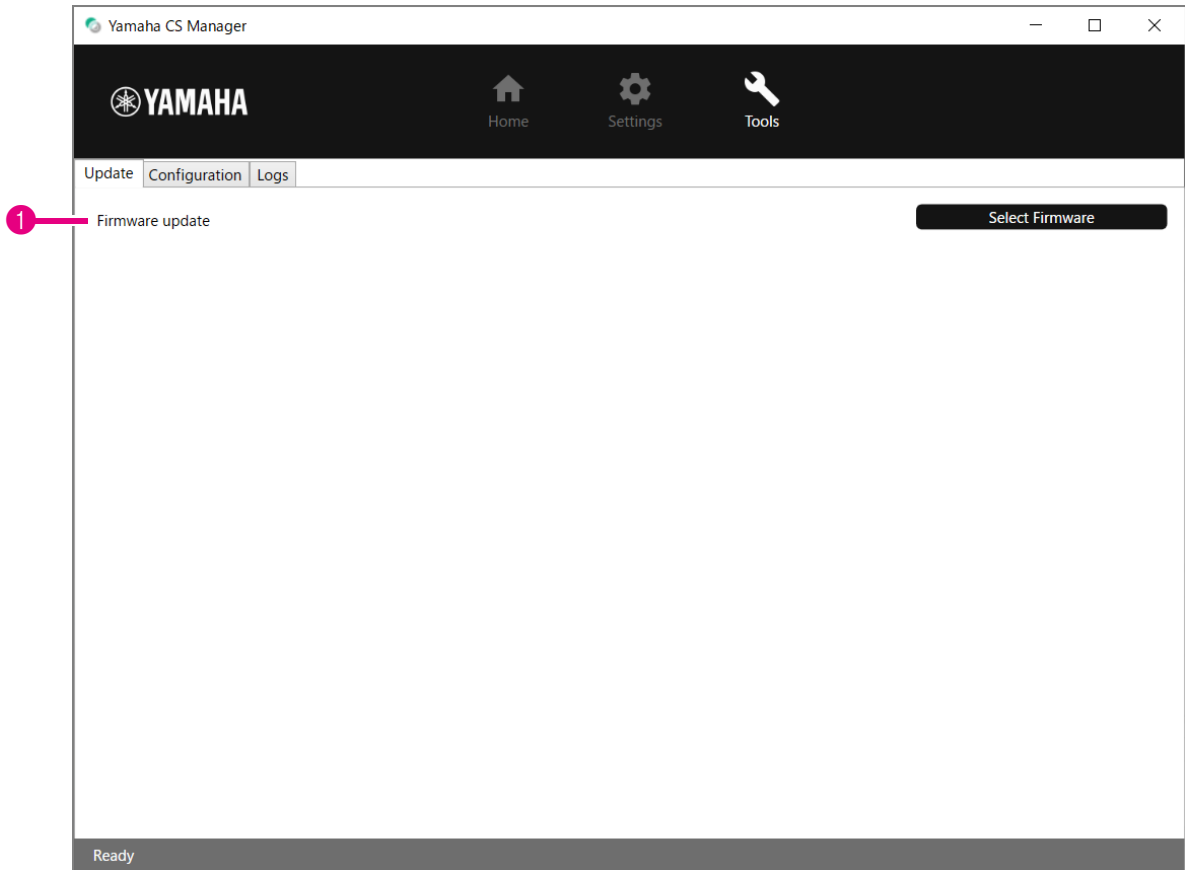 Yamaha CS Manager
YAMAHA
Home Settings Tools
Update Configuration Logs
1 Firmware update Select Firmware
Ready